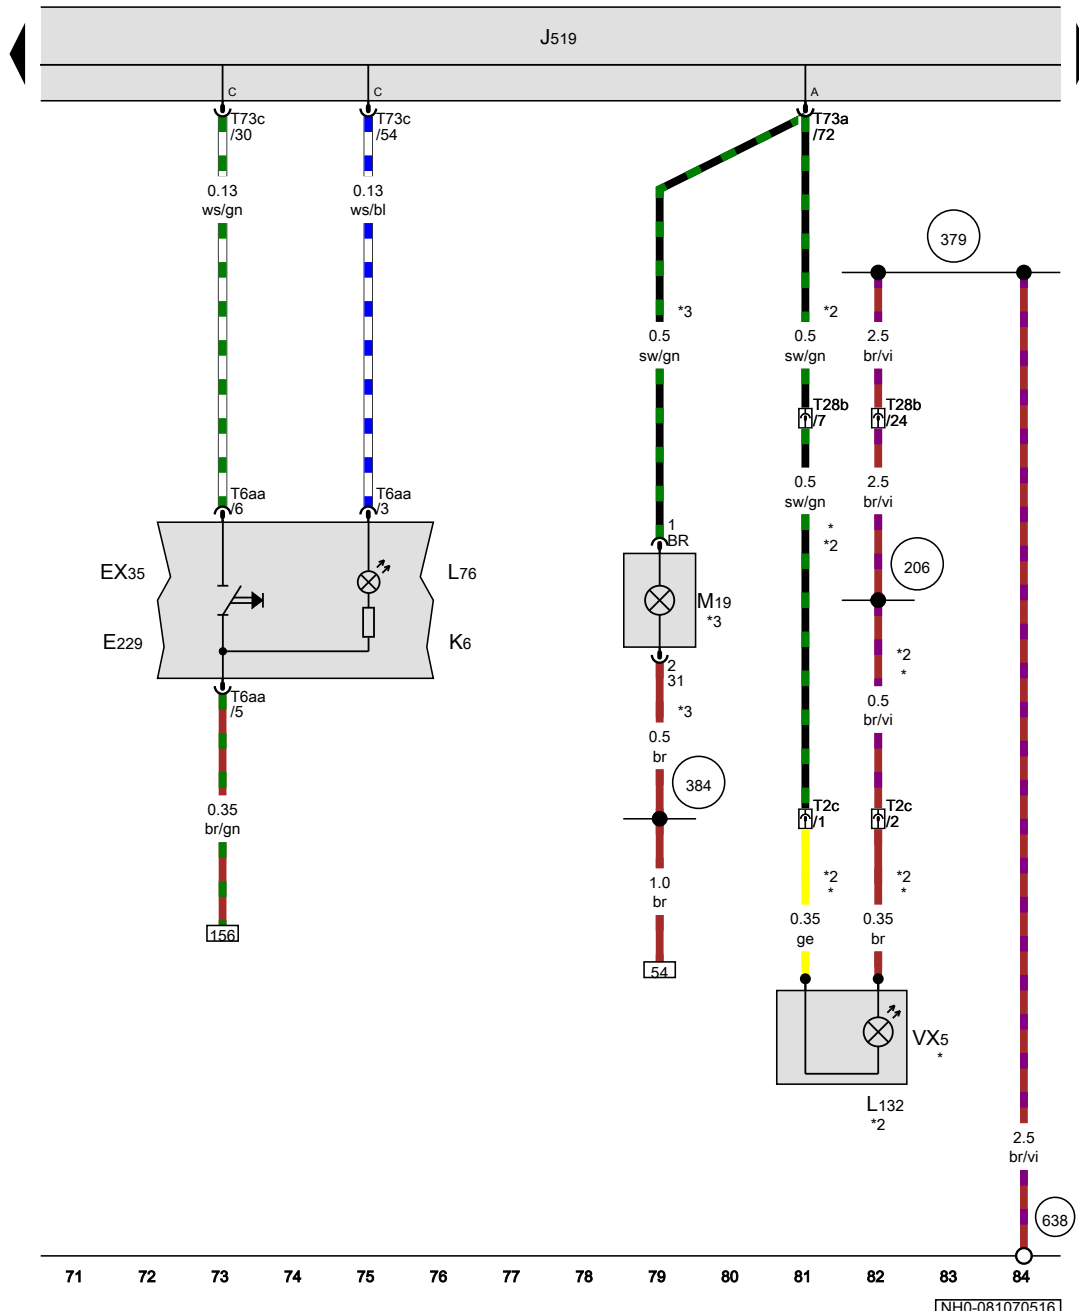 J519
C
C
A
T73c
/30
T73c
/54
T73a
/72
0.13
ws/gn
0.13
ws/bl
379
*3
*2
0.5
sw/gn
0.5
sw/gn
2.5
br/vi
T28b
/7
T28b
/24
0.5
sw/gn
2.5
br/vi
T6aa
/6
T6aa
/3
*
*2
1
BR
206
EX35
L76
M19
*3
E229
K6
*2
*
2
31
T6aa
/5
*3
0.5
br/vi
0.5
br
384
0.35
br/gn
T2c
/1
T2c
/2
1.0
br
*2
*
*2
*
0.35
ge
0.35
br
156
54
VX5
*
L132
*2
2.5
br/vi
638
71 72 73 74 75 76 77 78 79 80 81 82 83 84
NH0-081070516